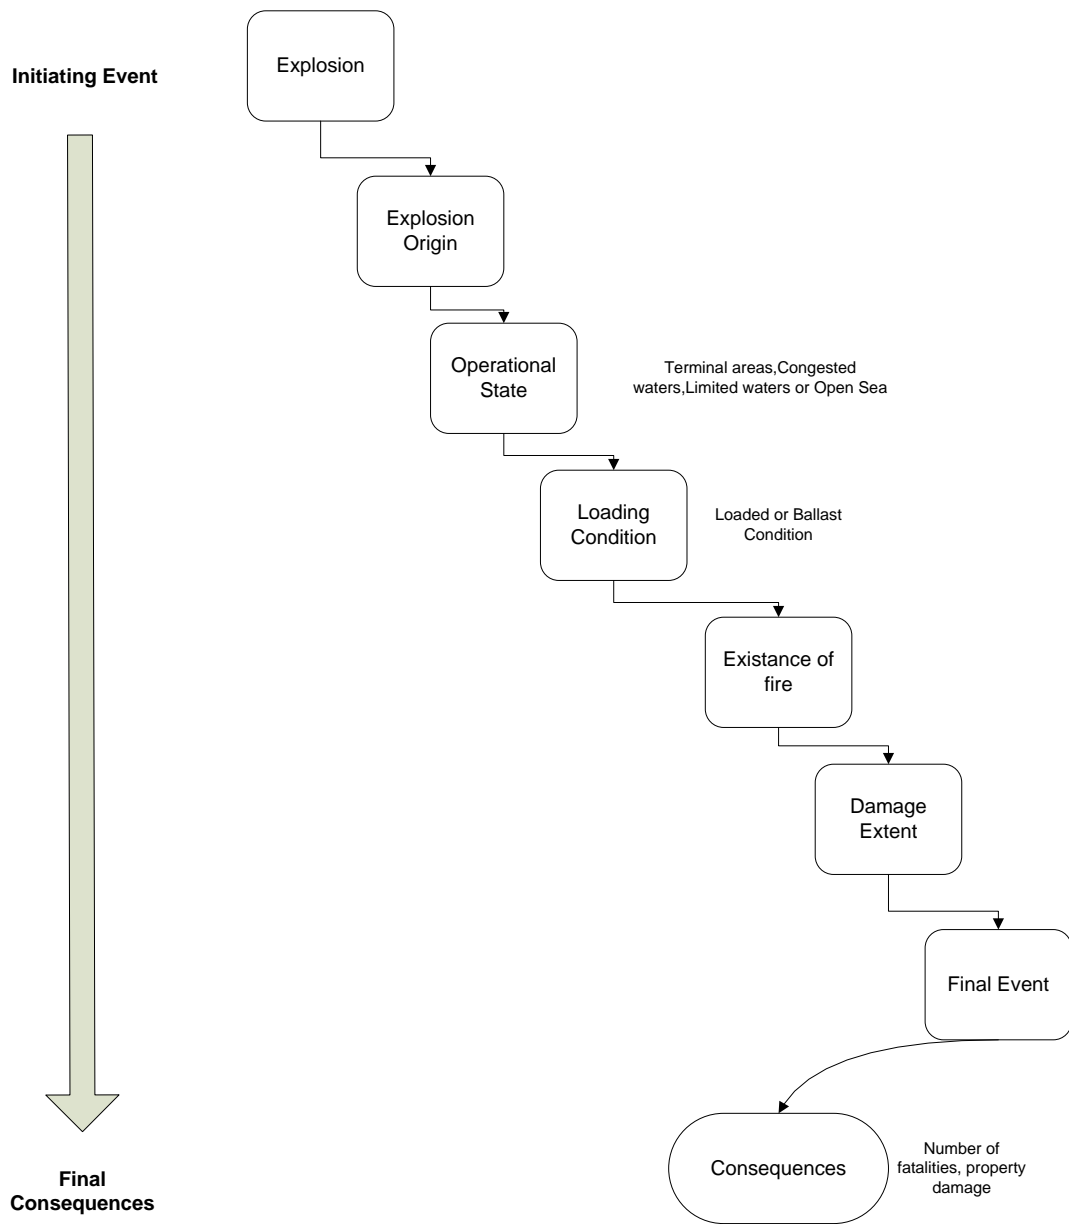 Explosion
Initiating Event
Explosion
Origin
Operational
State
Terminal areas,Congested
waters,Limited waters or Open Sea
Loading
Condition
Loaded or Ballast
Condition
Existance of
fire
Damage
Extent
Final Event
Consequences
Number of
fatalities, property
damage
Final
Consequences